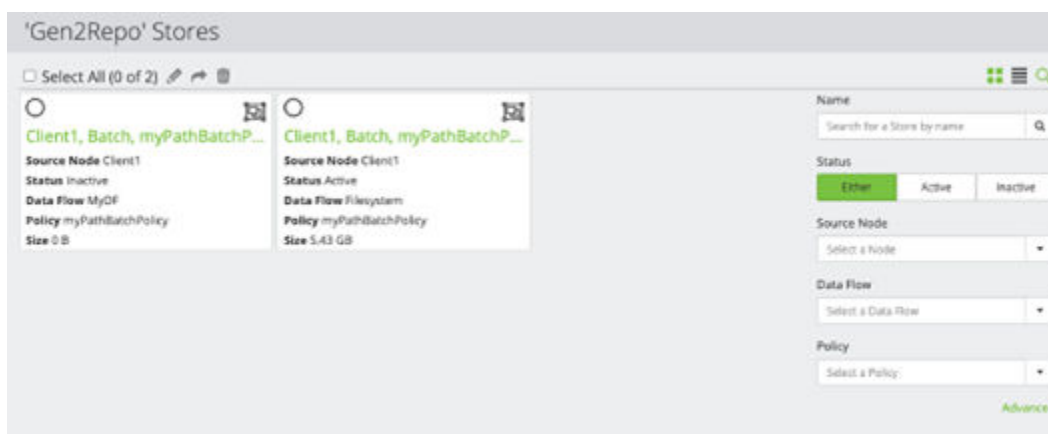 'Gen2Repo' Stores
Select All (0 of 2)
Client1, Batch, myPathBatchP...
Source Node Client1
Status Inactive
Data Flow MyDF
Policy myPathBatchPolicy
Size 0 B
Client1, Batch, myPathBatchP...
Source Node Client1
Status Active
Data Flow Filesystem
Policy myPathBatchPolicy
Size 5.43 GB
Name
Search for a Store by name
Status
Either Active Inactive
Source Node
Select a Node
Data Flow
Select a Data Flow
Policy
Select a Policy
Advance